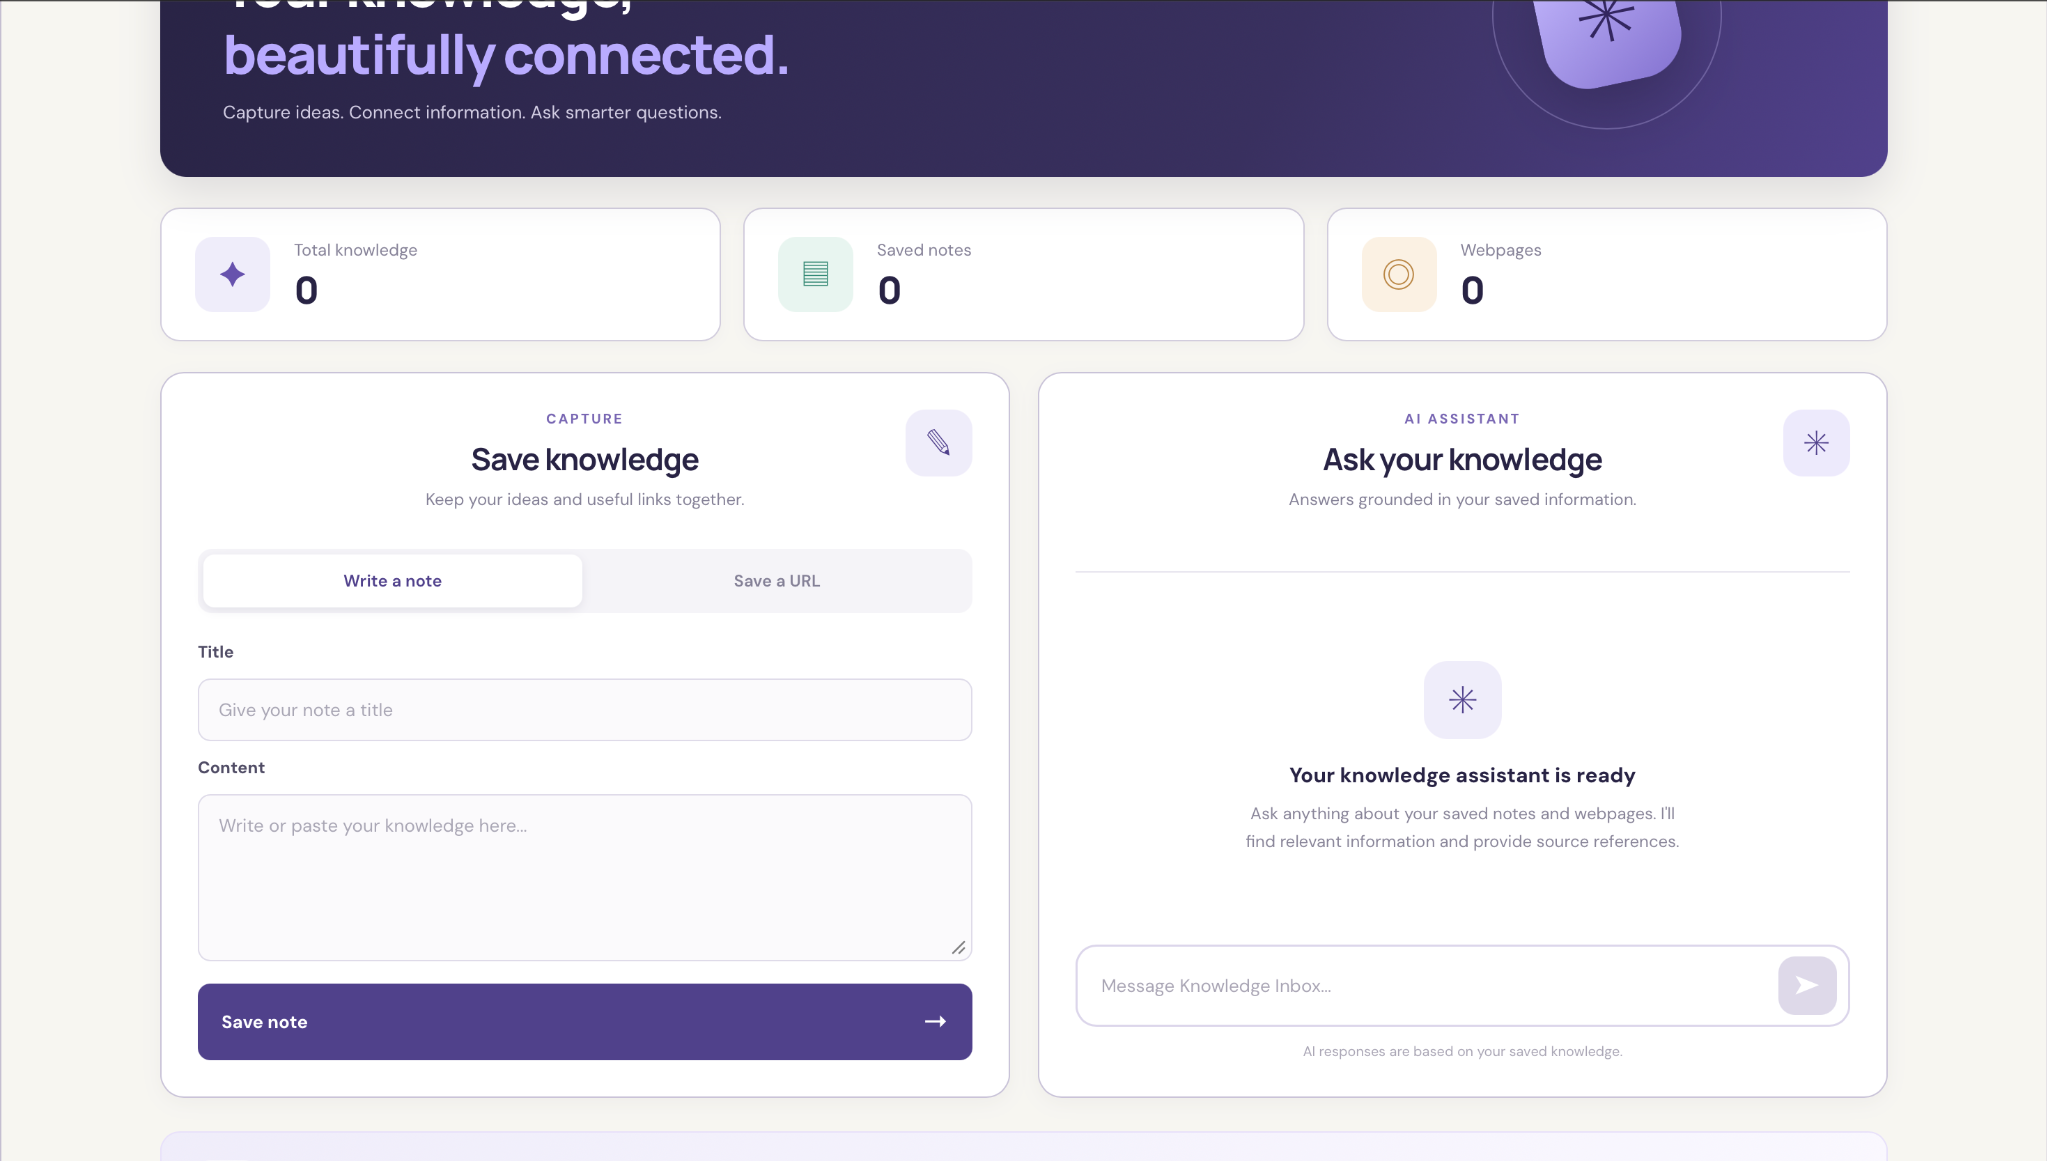 Your knowledge,
beautifully connected.
Capture ideas. Connect information. Ask smarter questions.
Total knowledge
0
Saved notes
0
Webpages
0
CAPTURE
Save knowledge
Keep your ideas and useful links together.
Write a note
Save a URL
Title
Give your note a title
Content
Write or paste your knowledge here...
Save note
AI ASSISTANT
Ask your knowledge
Answers grounded in your saved information.
Your knowledge assistant is ready
Ask anything about your saved notes and webpages. I'll
find relevant information and provide source references.
Message Knowledge Inbox...
AI responses are based on your saved knowledge.